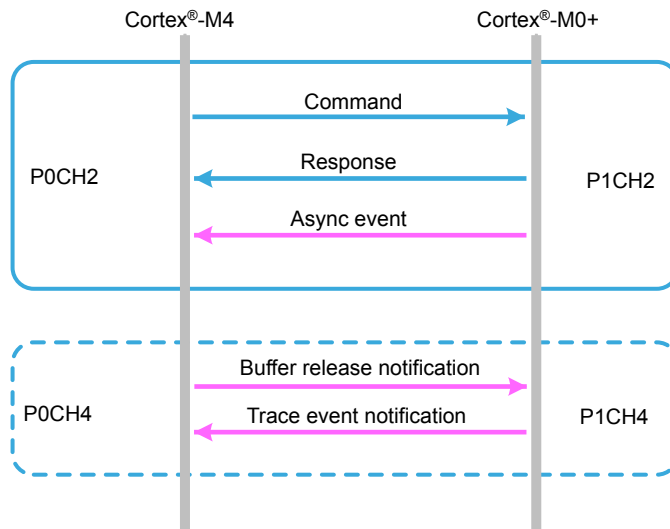 Cortex®-M4
Cortex®-M0+
Command
P0CH2
Response
P1CH2
Async event
Buffer release notification
P0CH4
Trace event notification
P1CH4